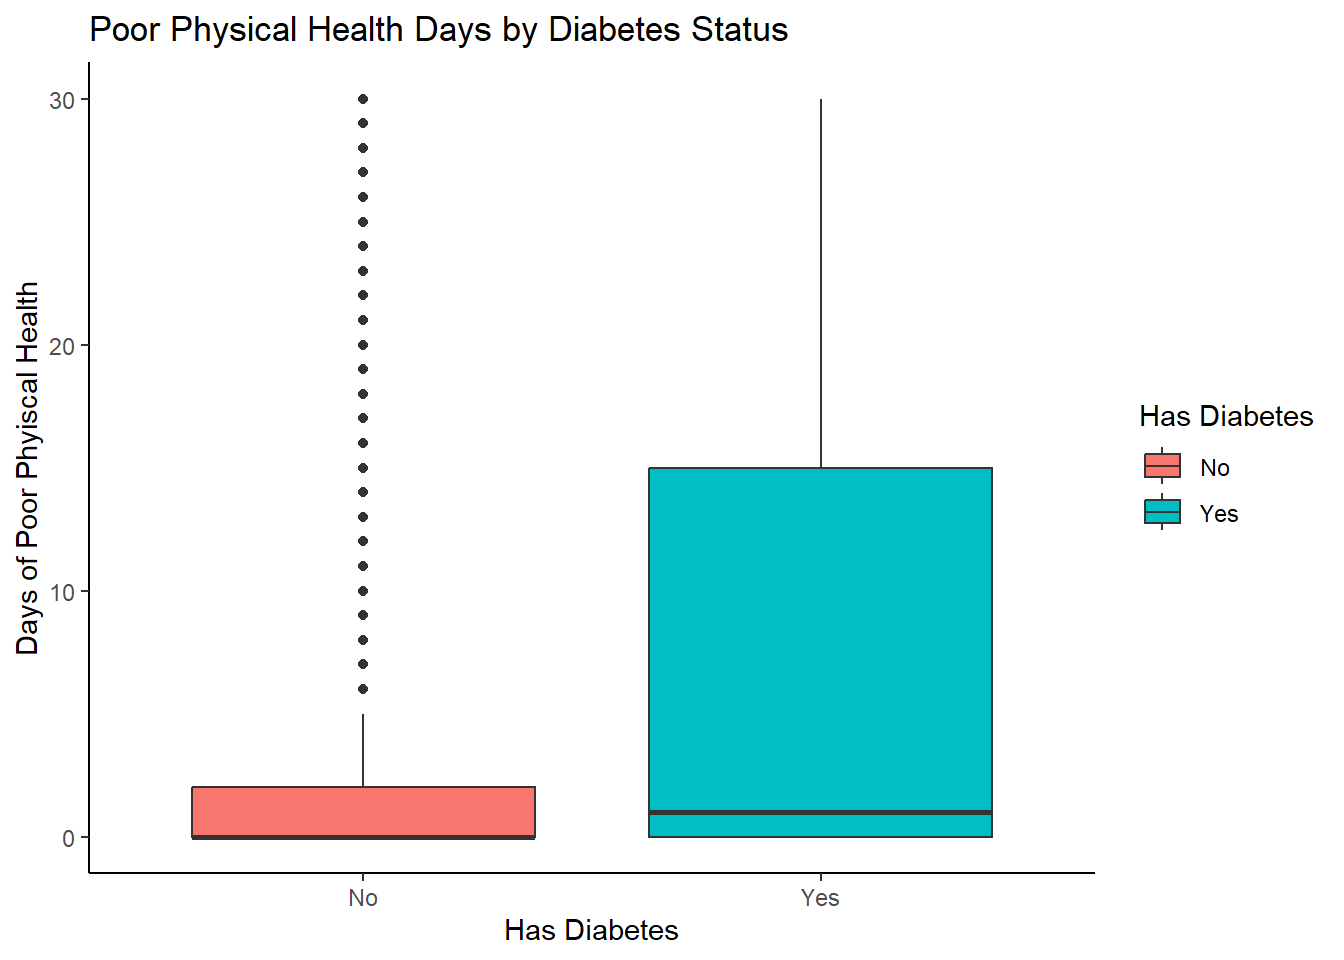 Poor Physical Health Days by Diabetes Status
Days of Poor Phyiscal Health
30
20
10
0
No
Yes
Has Diabetes
Has Diabetes
No
Yes